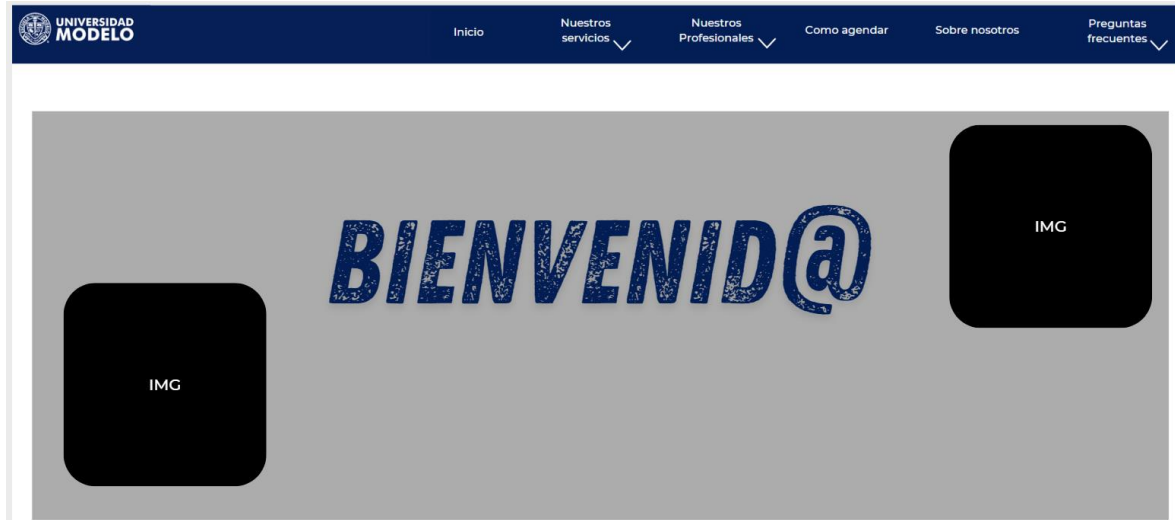 UNIVERSIDAD
MODELO
Inicio
Nuestros
servicios
Nuestros
Profesionales
Como agendar
Sobre nosotros
Preguntas
frecuentes
IMG
BIENVENID@
IMG